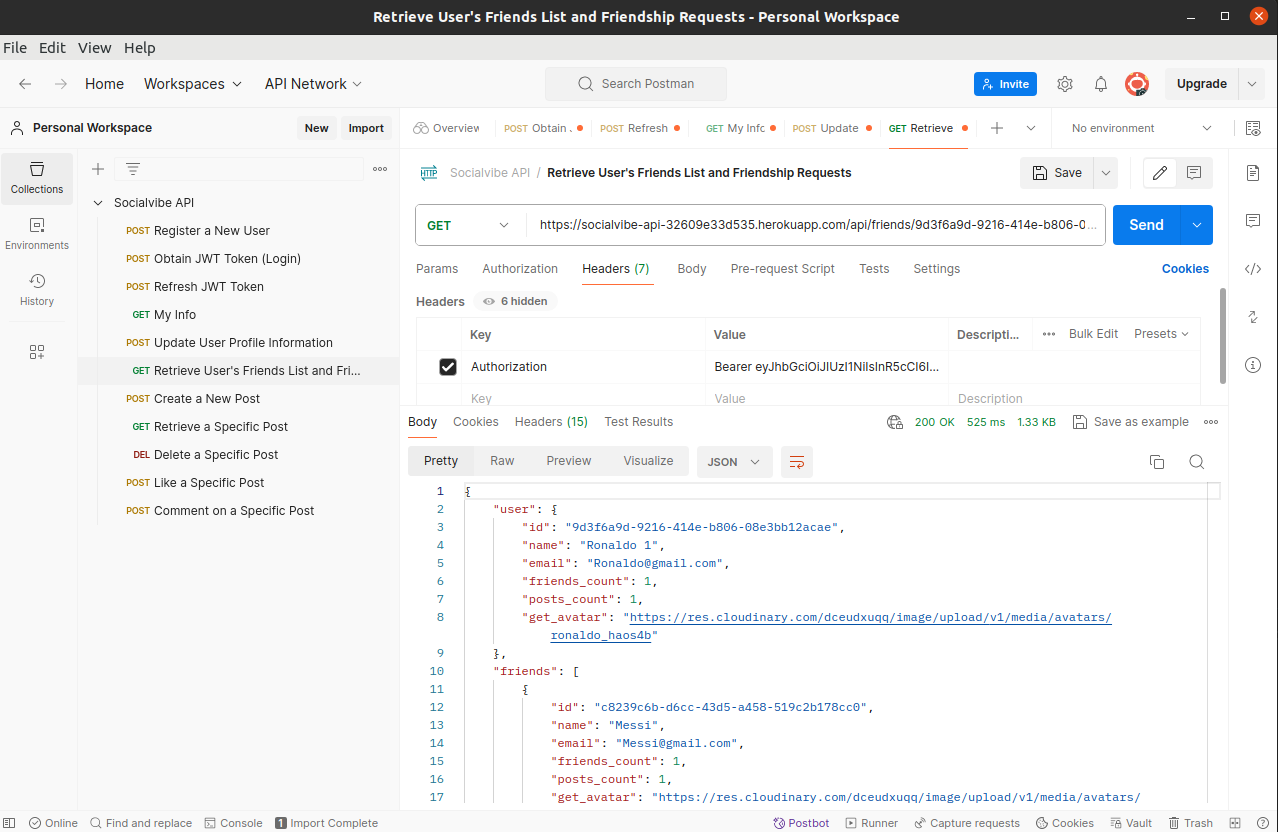 Retrieve User's Friends List and Friendship Requests - Personal Workspace
File Edit View Help
Home Workspaces API Network Search Postman Invite Upgrade
Personal Workspace New Import
Overview POST Obtain . POST Refresh GET My Info POST Update GET Retrieve No environment
Collections
Environments
History
Socialvibe API
POST Register a New User
POST Obtain JWT Token (Login)
POST Refresh JWT Token
GET My Info
POST Update User Profile Information
GET Retrieve User's Friends List and Fri...
POST Create a New Post
GET Retrieve a Specific Post
DEL Delete a Specific Post
POST Like a Specific Post
POST Comment on a Specific Post
HTTP Socialvibe API / Retrieve User's Friends List and Friendship Requests Save
GET https://socialvibe-api-32609e33d535.herokuapp.com/api/friends/9d3f6a9d-9216-414e-b806-0... Send
Params Authorization Headers (7) Body Pre-request Script Tests Settings Cookies
Headers 6 hidden
Key Value Descripti... Bulk Edit Presets
Authorization Bearer eyJhbGciOiJIUzI1NiIsInR5cCI6I...
Key Value Description
Body Cookies Headers (15) Test Results 200 OK 525 ms 1.33 KB Save as example
Pretty Raw Preview Visualize JSON
1 {
2 "user": {
3 "id": "9d3f6a9d-9216-414e-b806-08e3bb12acae",
4 "name": "Ronaldo 1",
5 "email": "Ronaldo@gmail.com",
6 "friends_count": 1,
7 "posts_count": 1,
8 "get_avatar": "https://res.cloudinary.com/dceudxuqq/image/upload/v1/media/avatars/
ronaldo_haos4b"
9 },
10 "friends": [
11 {
12 "id": "c8239c6b-d6cc-43d5-a458-519c2b178cc0",
13 "name": "Messi",
14 "email": "Messi@gmail.com",
15 "friends_count": 1,
16 "posts_count": 1,
17 "get_avatar": "https://res.cloudinary.com/dceudxuqq/image/upload/v1/media/avatars/
Online Find and replace Console 1 Import Complete Postbot Runner Capture requests Cookies Vault Trash